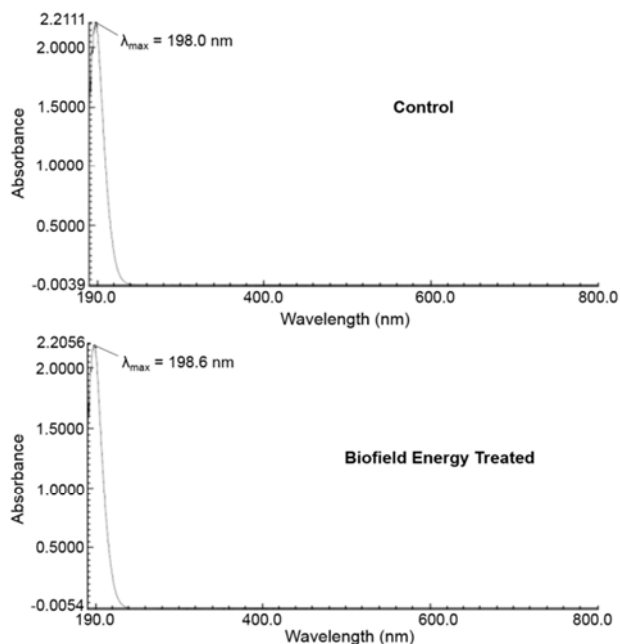 2.2111
2.0000
λmax = 198.0 nm
1.5000
Control
1.0000
0.5000
-0.0039
190.0 400.0 600.0 800.0
Wavelength (nm)
Absorbance
2.2056
2.0000
λmax = 198.6 nm
1.5000
Biofield Energy Treated
1.0000
0.5000
-0.0054
190.0 400.0 600.0 800.0
Wavelength (nm)
Absorbance